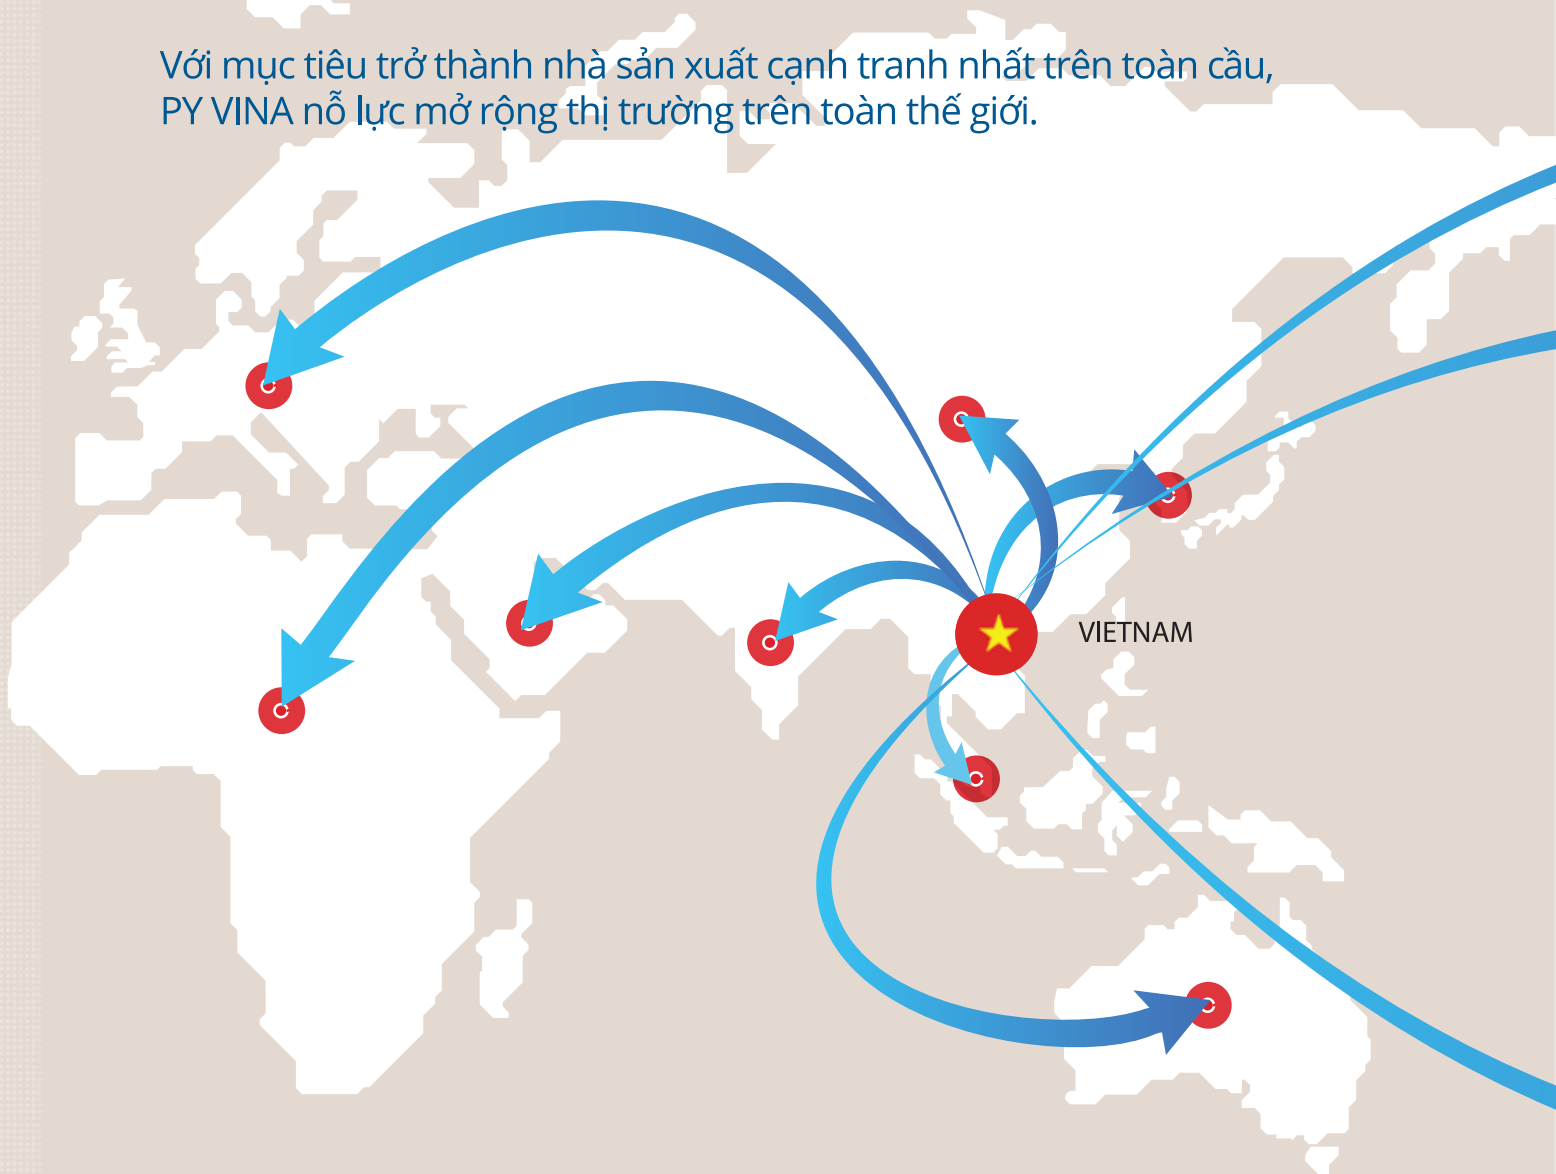 Với mục tiêu trở thành nhà sản xuất cạnh tranh nhất trên toàn cầu,
PY VINA nỗ lực mở rộng thị trường trên toàn thế giới.
VIETNAM